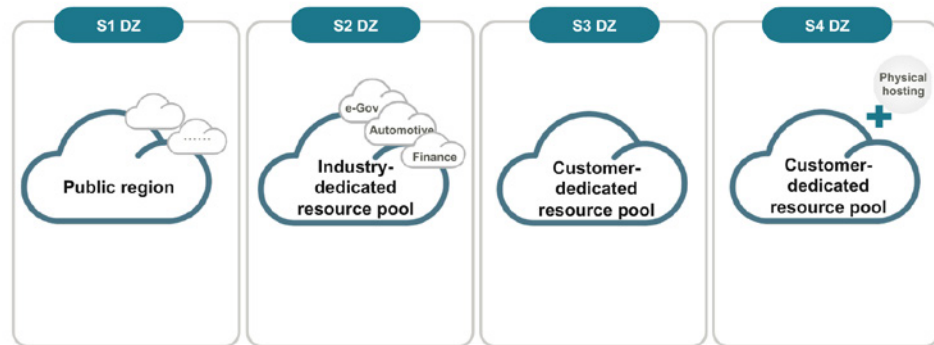 S1 DZ
......
Public region
S2 DZ
e-Gov
Automotive
Finance
Industry-
dedicated
resource pool
S3 DZ
Customer-
dedicated
resource pool
S4 DZ
Physical
hosting
Customer-
dedicated
resource pool